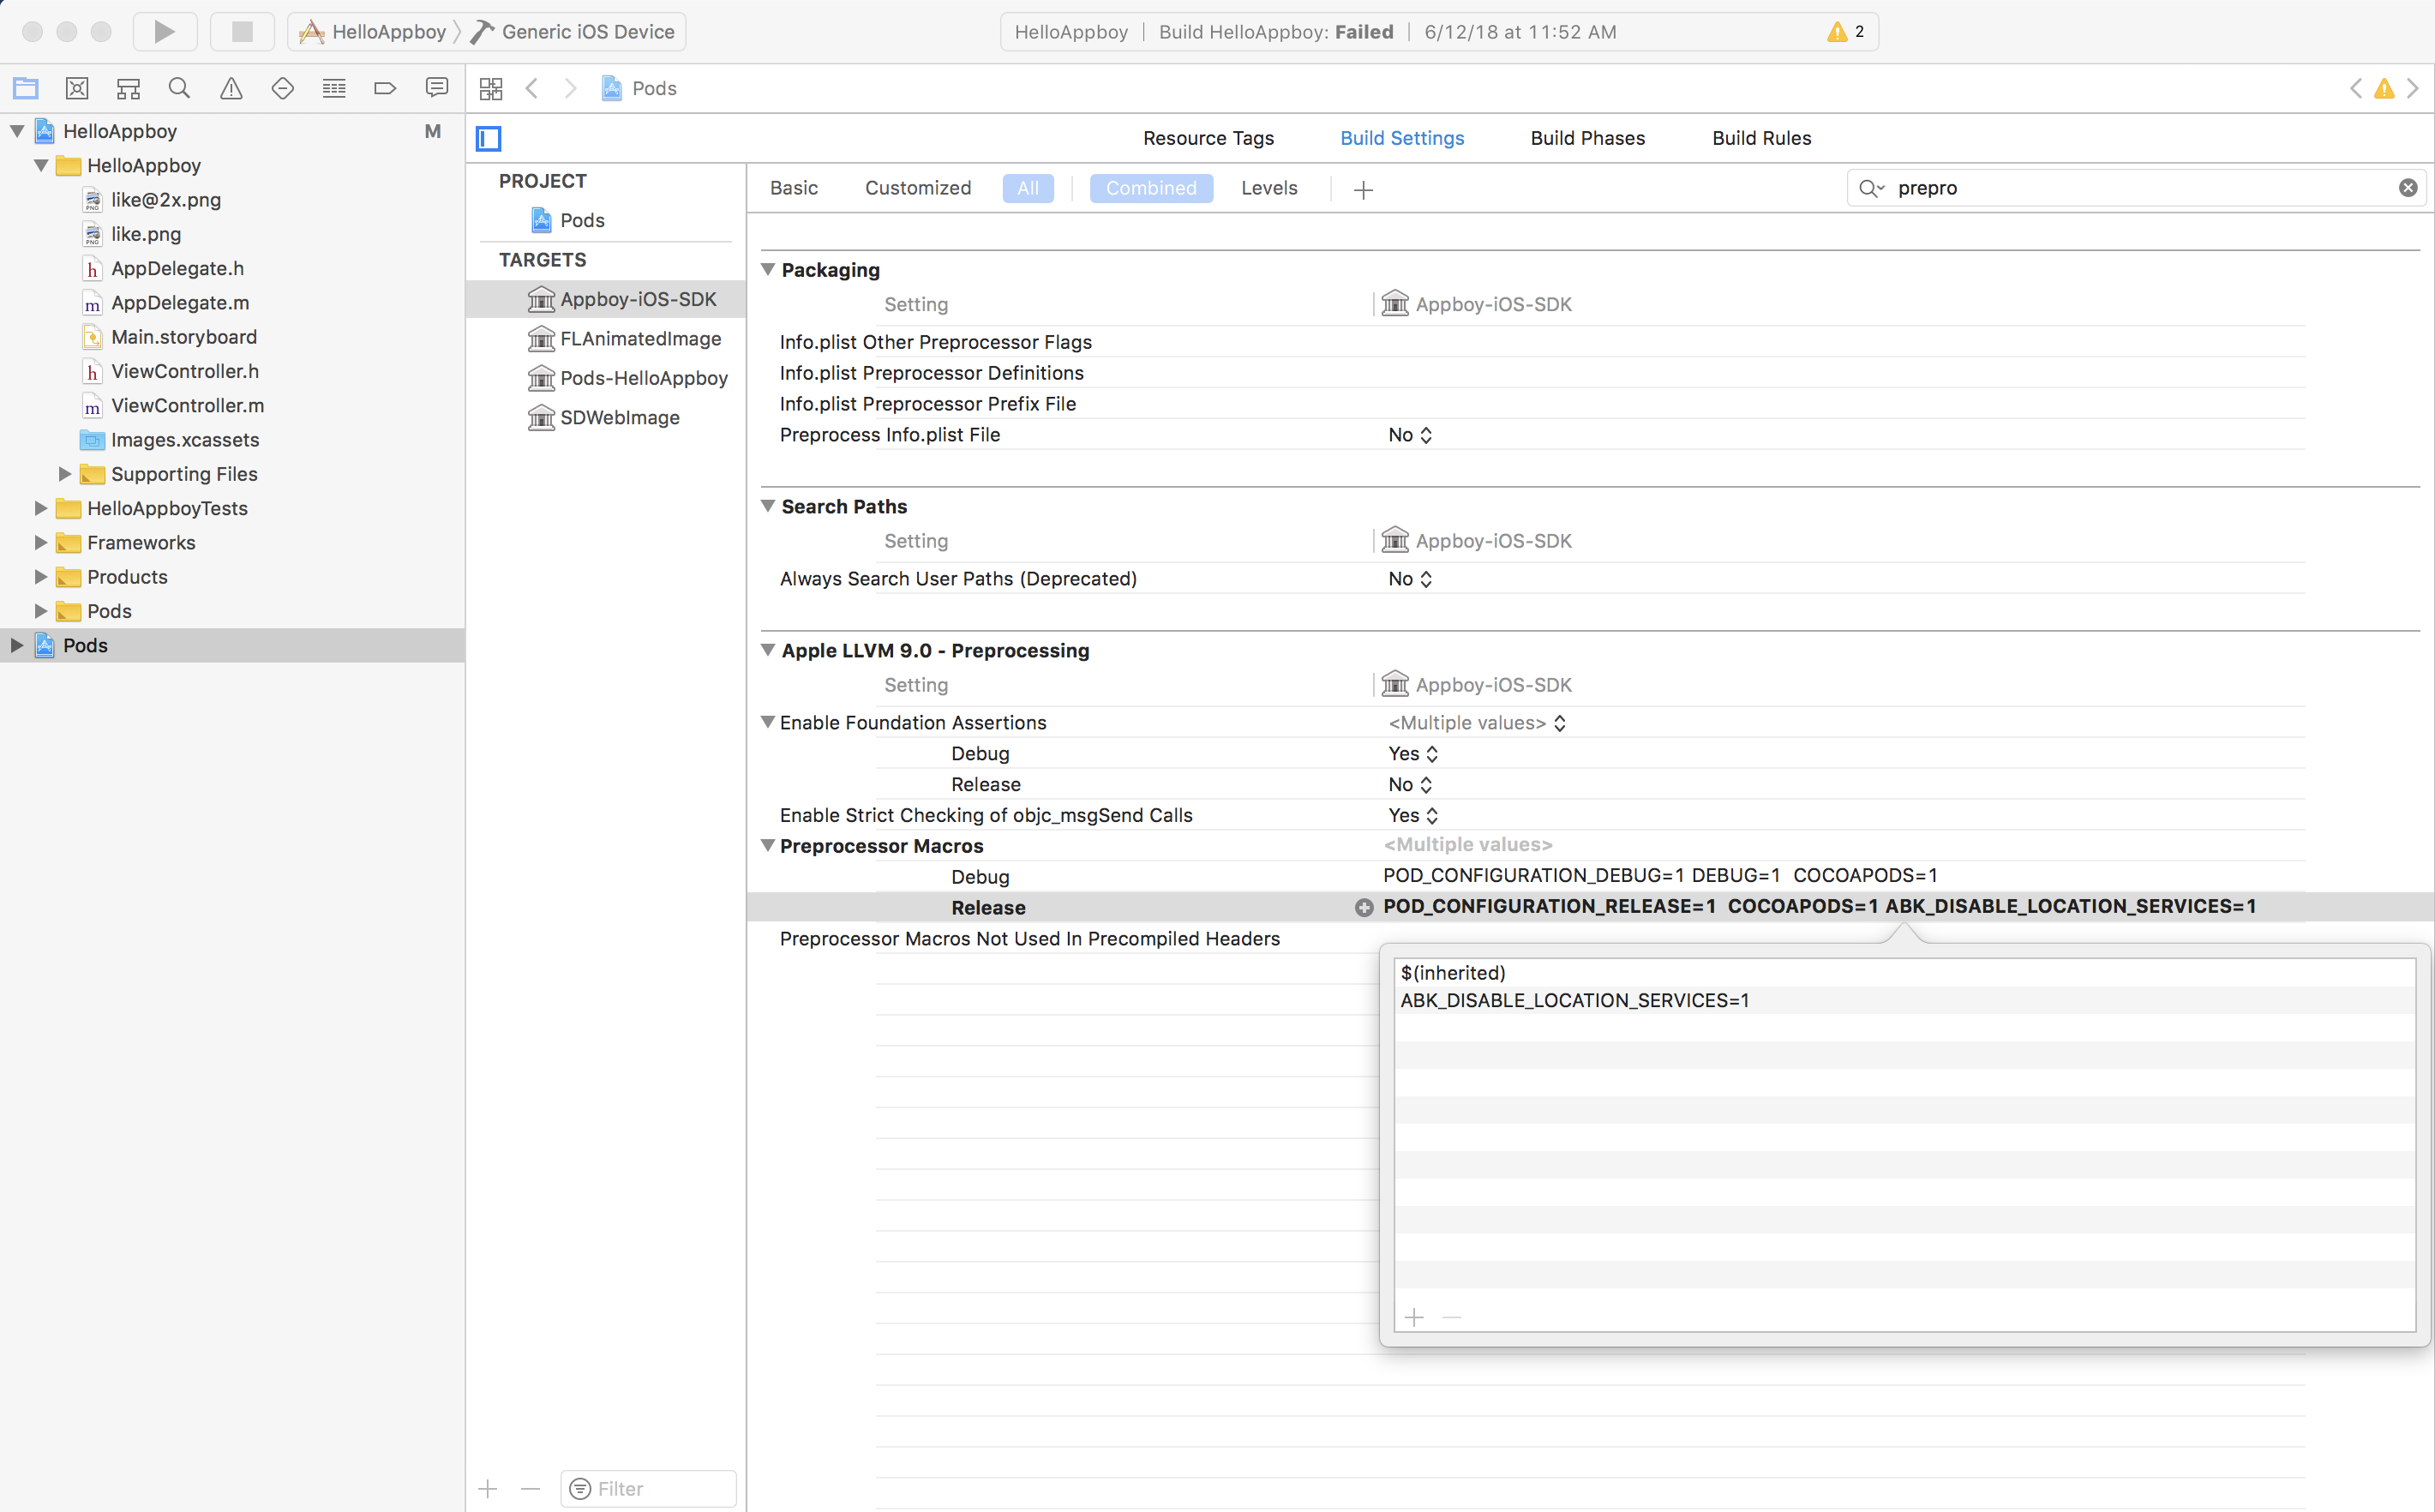 HelloAppboy Generic iOS Device HelloAppboy Build HelloAppboy: Failed 6/12/18 at 11:52 AM 2
Pods
HelloAppboy M
HelloAppboy
like@2x.png
like.png
AppDelegate.h
AppDelegate.m
Main.storyboard
ViewController.h
ViewController.m
Images.xcassets
Supporting Files
HelloAppboyTests
Frameworks
Products
Pods
Pods
Resource Tags Build Settings Build Phases Build Rules
PROJECT
Pods
TARGETS
Appboy-iOS-SDK
FLAnimatedImage
Pods-HelloAppboy
SDWebImage
Filter
Basic Customized All Combined Levels prepro
Packaging
Setting Appboy-iOS-SDK
Info.plist Other Preprocessor Flags
Info.plist Preprocessor Definitions
Info.plist Preprocessor Prefix File
Preprocess Info.plist File No
Search Paths
Setting Appboy-iOS-SDK
Always Search User Paths (Deprecated) No
Apple LLVM 9.0 - Preprocessing
Setting Appboy-iOS-SDK
Enable Foundation Assertions <Multiple values>
Debug Yes
Release No
Enable Strict Checking of objc_msgSend Calls Yes
Preprocessor Macros <Multiple values>
Debug POD_CONFIGURATION_DEBUG=1 DEBUG=1 COCOAPODS=1
Release POD_CONFIGURATION_RELEASE=1 COCOAPODS=1 ABK_DISABLE_LOCATION_SERVICES=1
Preprocessor Macros Not Used In Precompiled Headers
$(inherited)
ABK_DISABLE_LOCATION_SERVICES=1